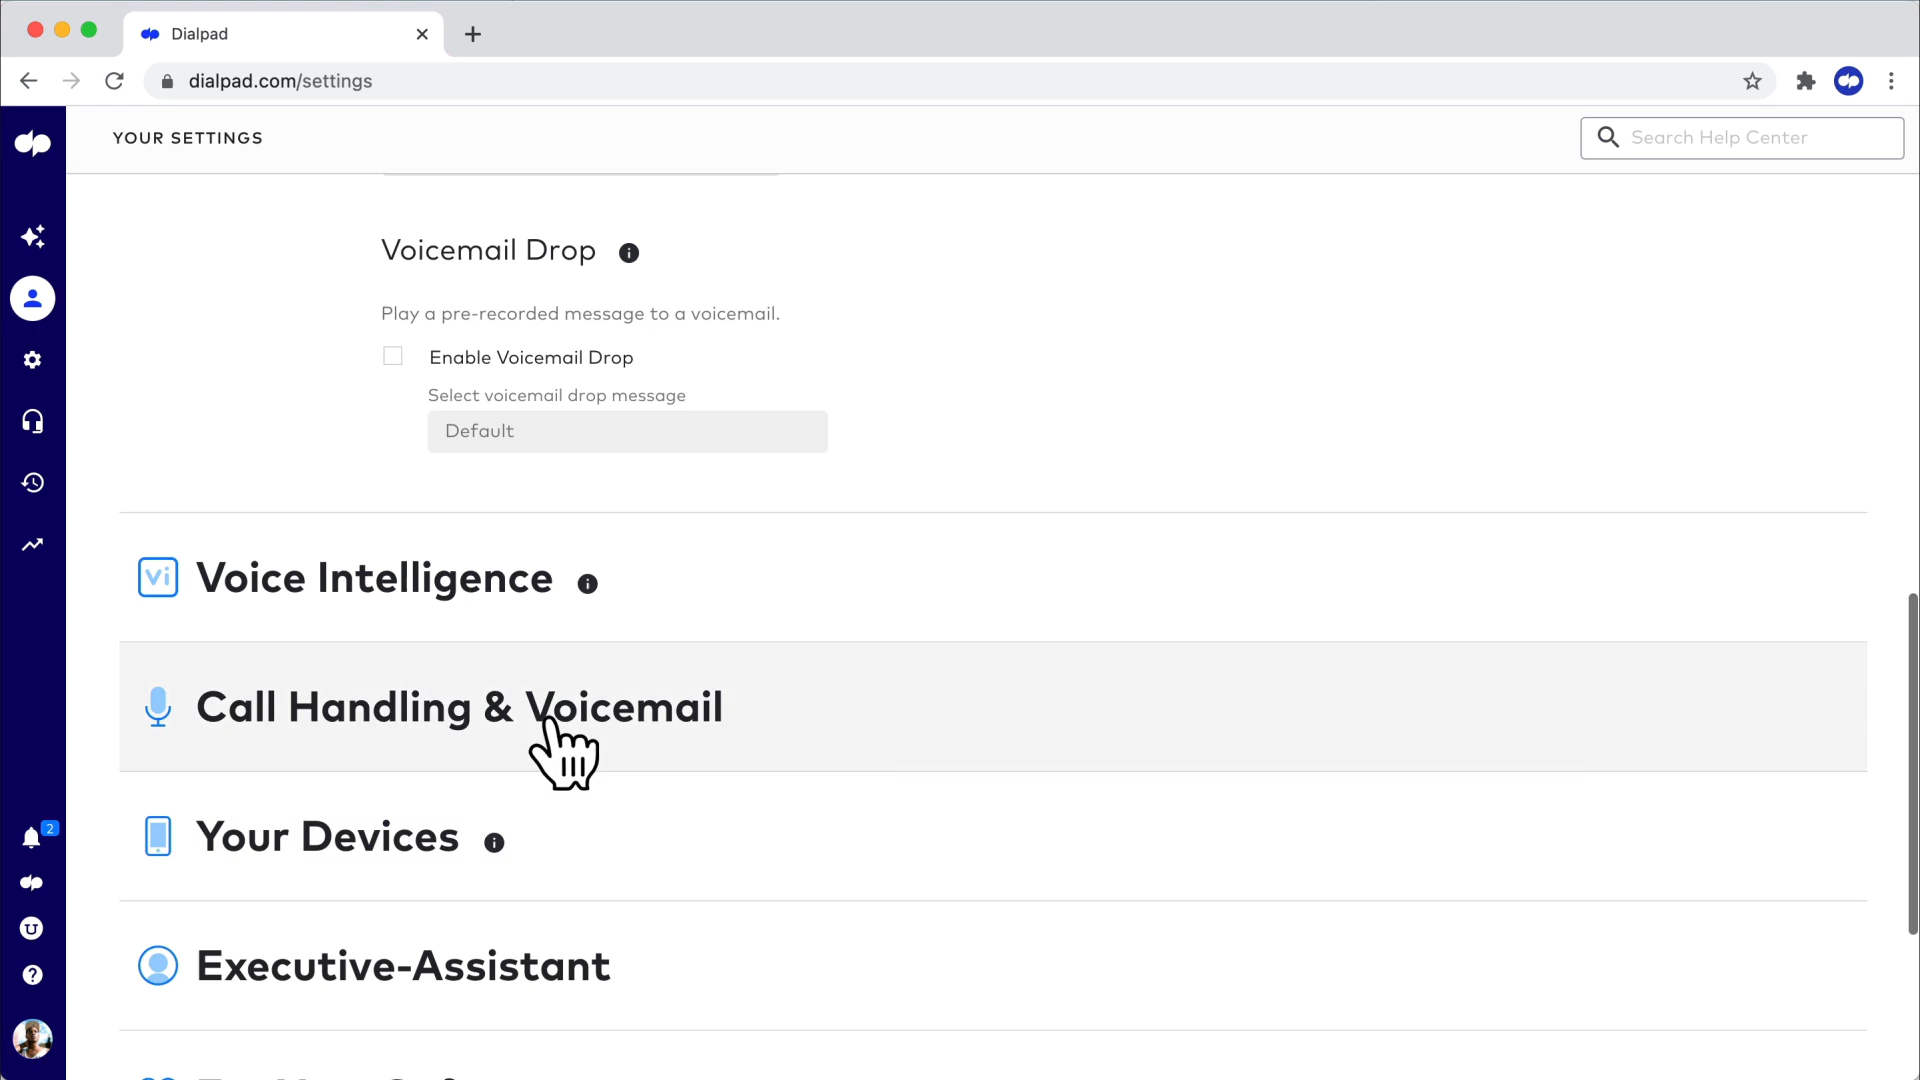 Dialpad
dialpad.com/settings
YOUR SETTINGS
Search Help Center
Voicemail Drop
Play a pre-recorded message to a voicemail.
Enable Voicemail Drop
Select voicemail drop message
Default
vi Voice Intelligence
Call Handling & Voicemail
Your Devices
2
Executive-Assistant